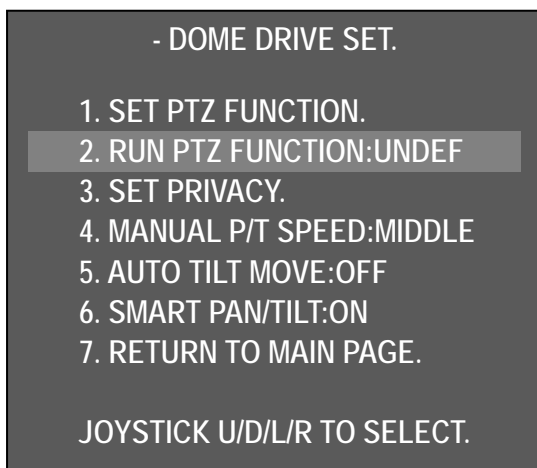 - DOME DRIVE SET.
1. SET PTZ FUNCTION.
2. RUN PTZ FUNCTION:UNDEF
3. SET PRIVACY.
4. MANUAL P/T SPEED:MIDDLE
5. AUTO TILT MOVE:OFF
6. SMART PAN/TILT:ON
7. RETURN TO MAIN PAGE.
JOYSTICK U/D/L/R TO SELECT.